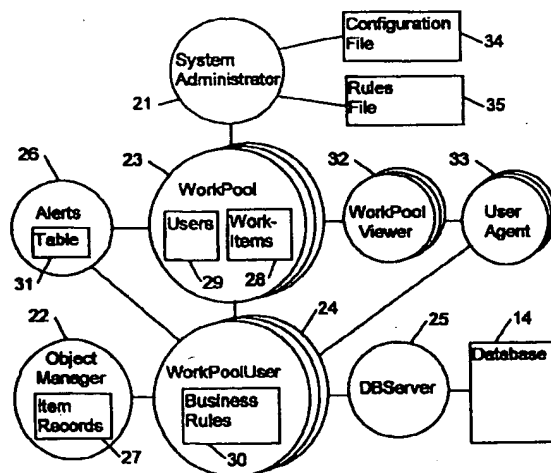 Configuration
File
34
System
Administrator
21
Rules
File
35
26
23
32
33
WorkPool
Alerts
Table
31
Users
29
Work-
Items
28
WorkPool
Viewer
User
Agent
22
24
25
14
Object
Manager
Item
Records
27
WorkPoolUser
Business
Rules
30
DBServer
Database